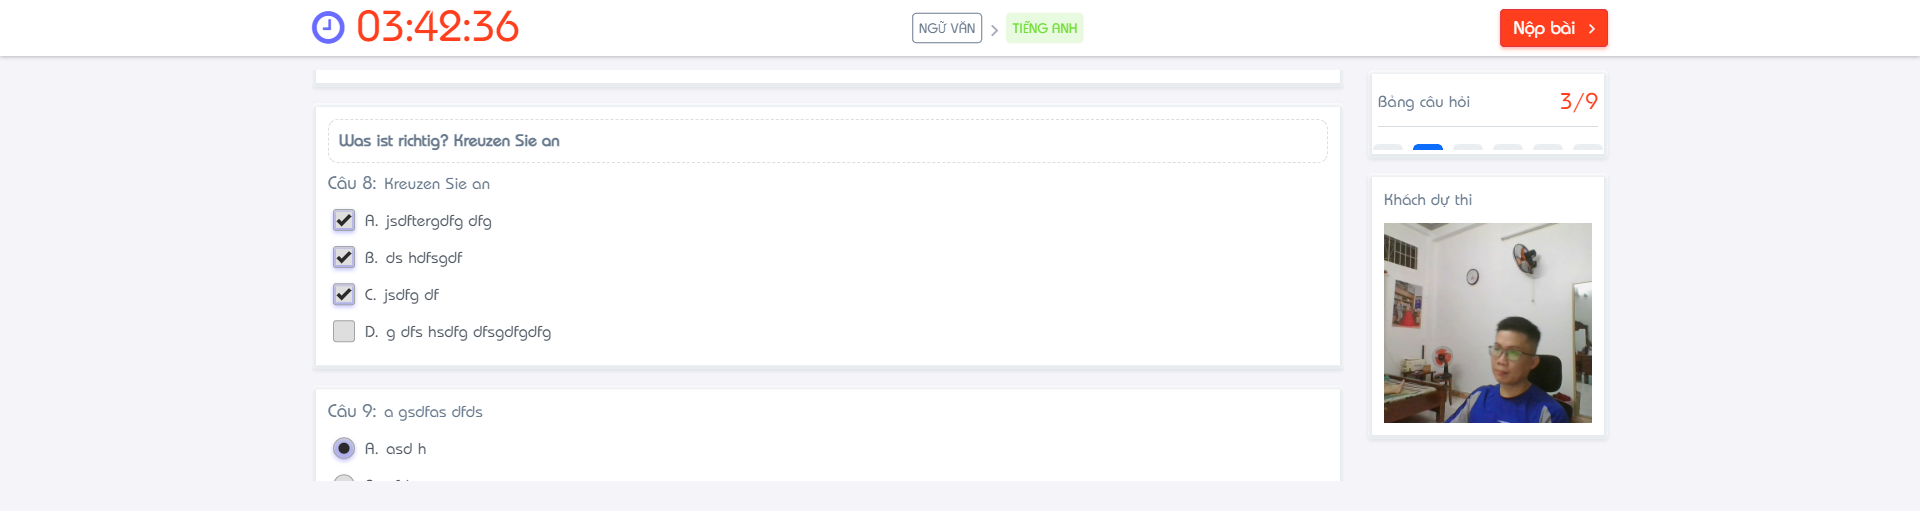 03:42:36
NGỮ VĂN
TIẾNG ANH
Nộp bài
Was ist richtig? Kreuzen Sie an
Câu 8: Kreuzen Sie an
A. jsdftergdfg dfg
B. ds hdfsgdf
C. jsdfg df
D. g dfs hsdfg dfsgdfgdfg
Câu 9: a gsdfas dfds
A. asd h
Bảng câu hỏi
3/9
Khách dự thi